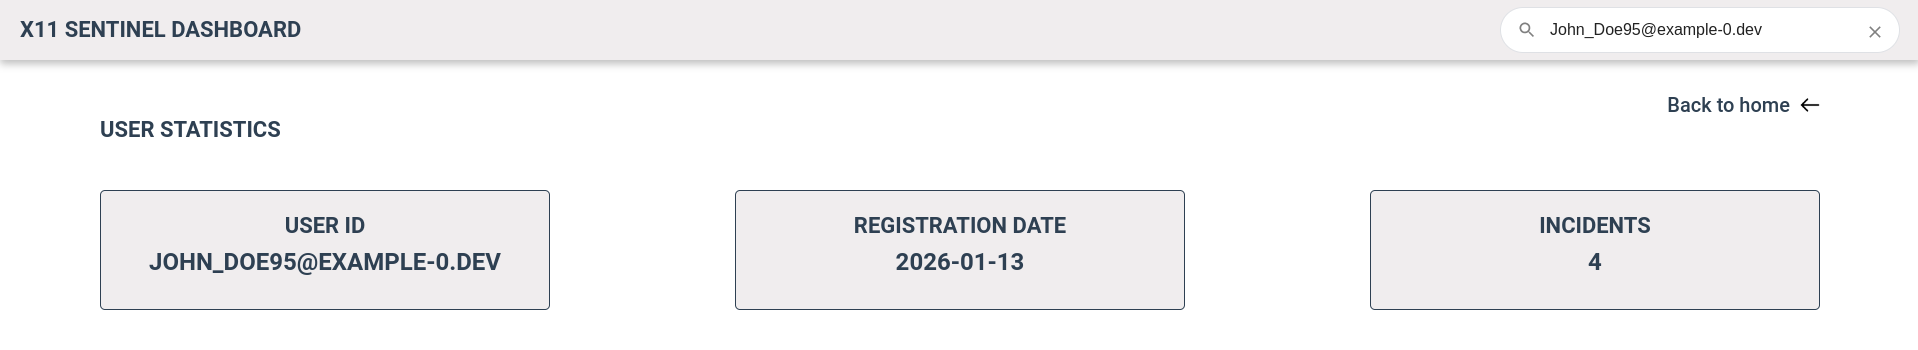 X11 SENTINEL DASHBOARD
John_Doe95@example-0.dev
Back to home
USER STATISTICS
USER ID
JOHN_DOE95@EXAMPLE-0.DEV
REGISTRATION DATE
2026-01-13
INCIDENTS
4